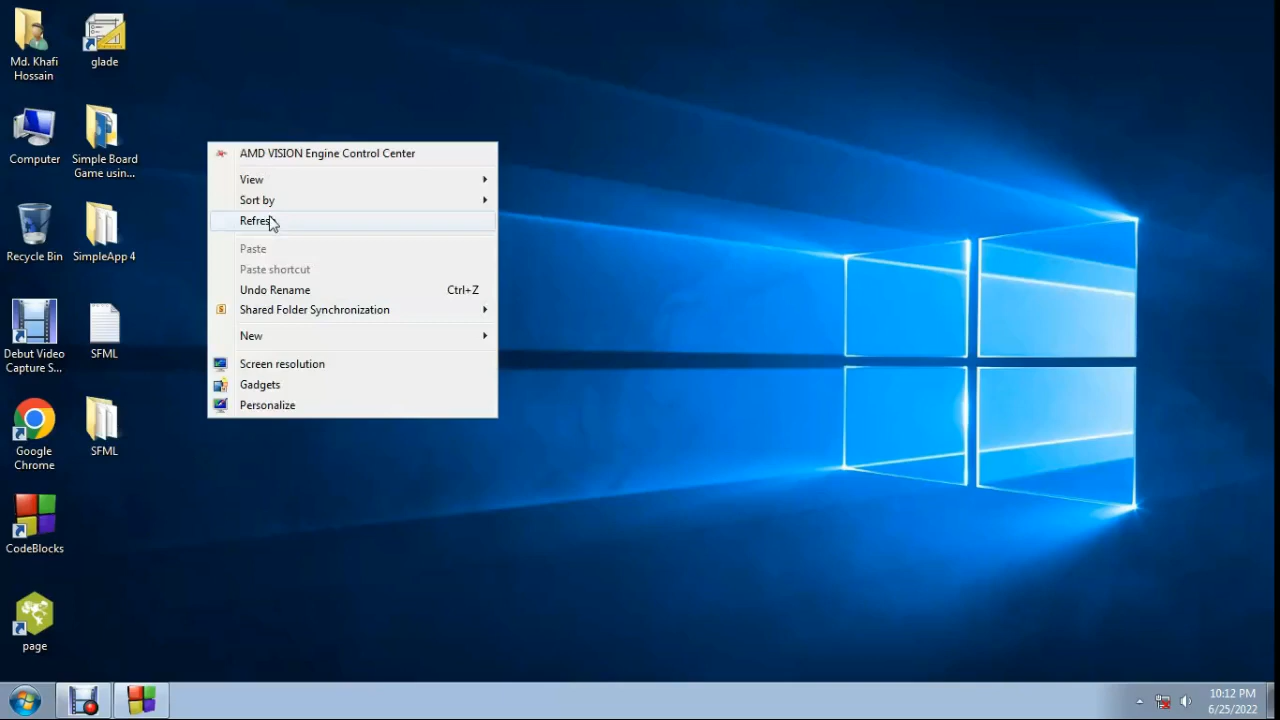 Md. Khafi
Hossain
glade
Computer
Simple Board
Game usin...
Recycle Bin
SimpleApp 4
Debut Video
Capture S...
SFML
Google
Chrome
SFML
CodeBlocks
page
AMD VISION Engine Control Center
View
Sort by
Refres
Paste
Paste shortcut
Undo Rename Ctrl+Z
Shared Folder Synchronization
New
Screen resolution
Gadgets
Personalize
10:12 PM
6/25/2022